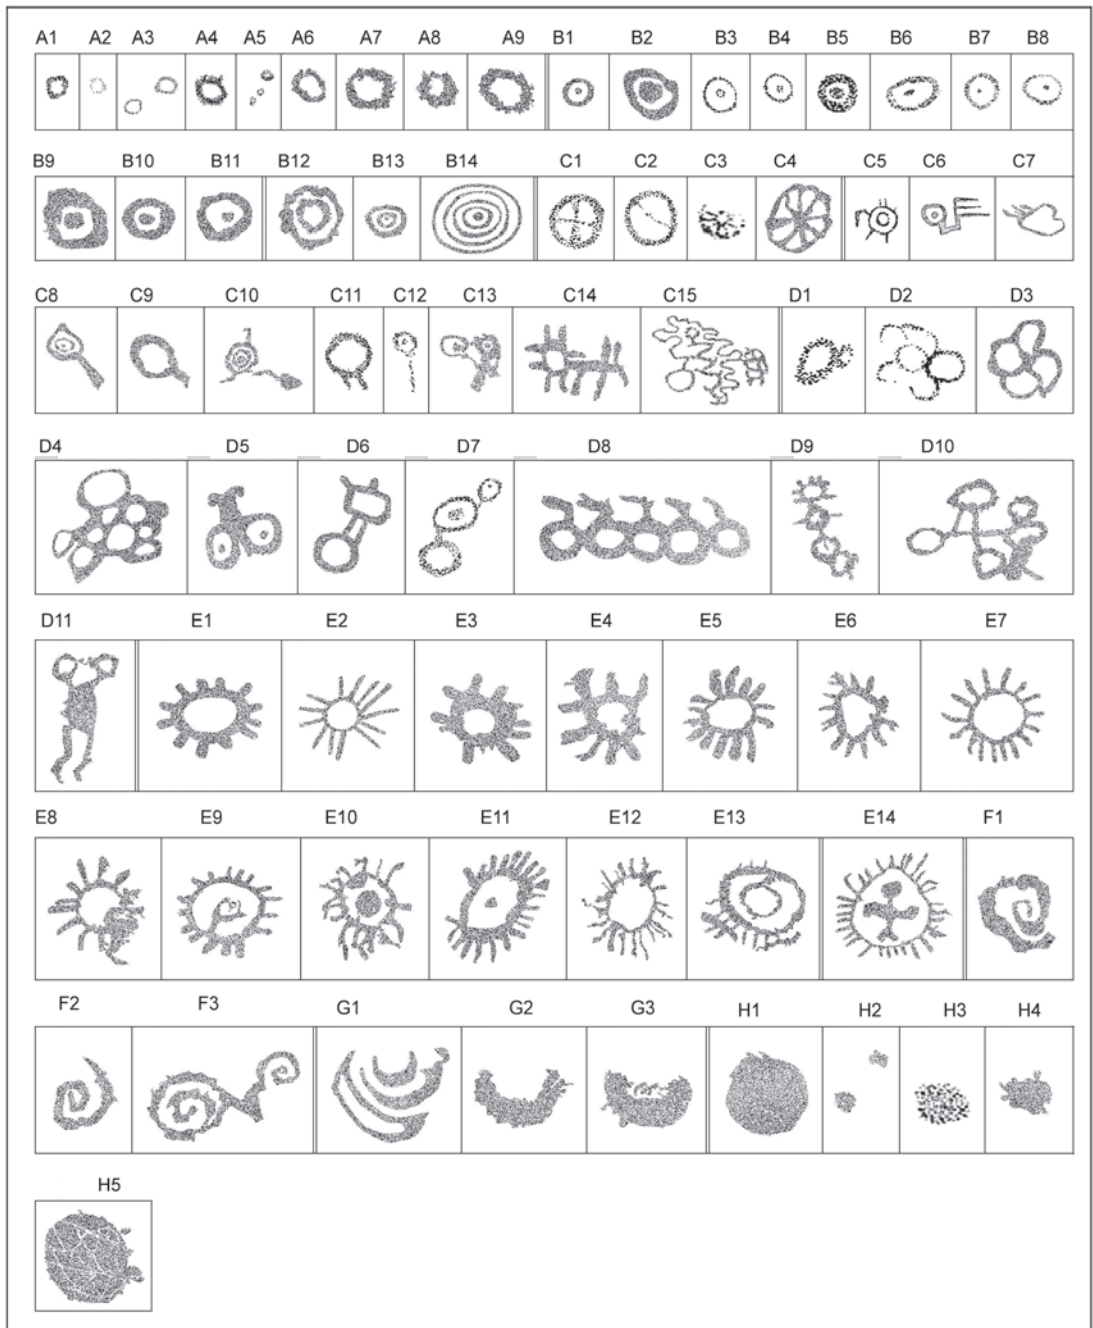 A1 A2 A3 A4 A5 A6 A7 A8 A9 B1 B2 B3 B4 B5 B6 B7 B8
B9 B10 B11 B12 B13 B14 C1 C2 C3 C4 C5 C6 C7
C8 C9 C10 C11 C12 C13 C14 C15 D1 D2 D3
D4 D5 D6 D7 D8 D9 D10
D11 E1 E2 E3 E4 E5 E6 E7
E8 E9 E10 E11 E12 E13 E14 F1
F2 F3 G1 G2 G3 H1 H2 H3 H4
H5